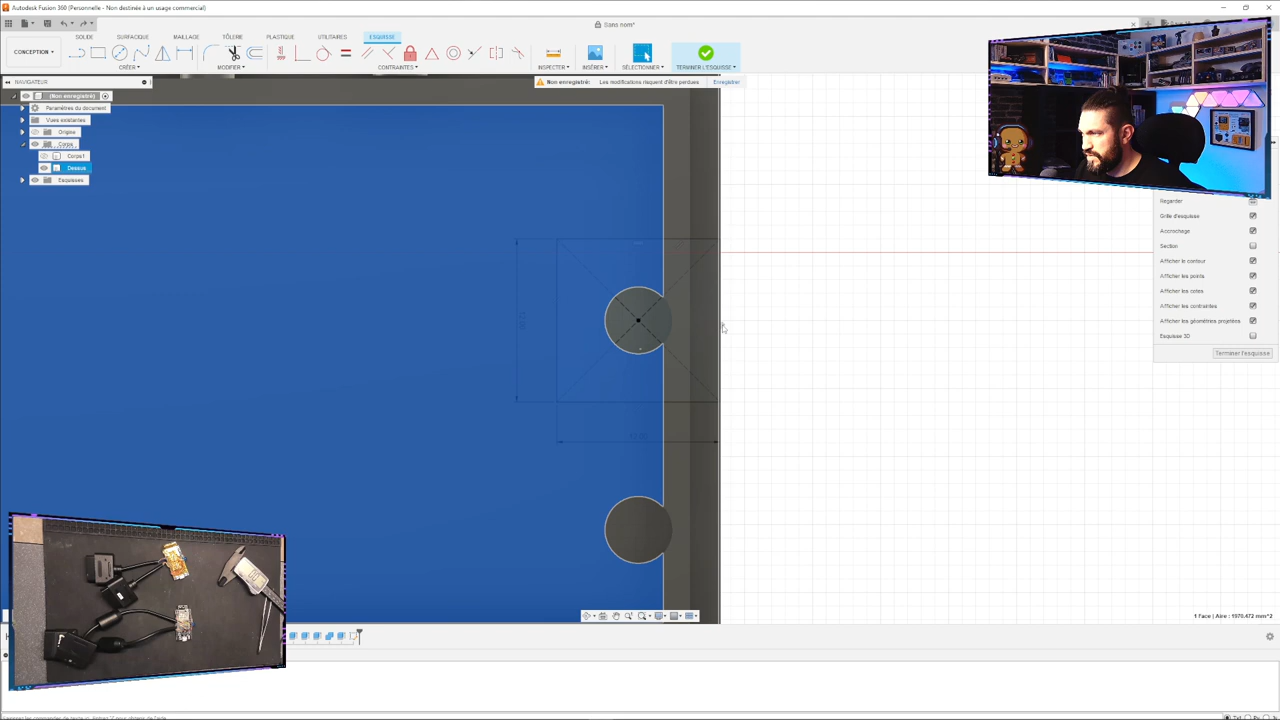 Autodesk Fusion 360 (Personnelle - Non destinée à un usage commercial)
Sans nom*
CONCEPTION
SOLIDE
SURFACIQUE
MAILLAGE
TÔLERIE
PLASTIQUE
UTILITAIRES
ESQUISSE
CRÉER
MODIFIER
CONTRAINTES
INSPECTER
INSÉRER
SÉLECTIONNER
TERMINER L'ESQUISSE
NAVIGATEUR
Non enregistré: Les modifications risquent d'être perdues Enregistrer
(Non enregistré)
Paramètres du document
Vues existantes
Origine
Corps
Corps1
Dessus
Esquisses
Regarder
Grille d'esquisse
Accrochage
Section
Afficher le contour
Afficher les points
Afficher les cotes
Afficher les contraintes
Afficher les géométries projetées
Esquisse 3D
Terminer l'esquisse
1 Face | Aire : 1970.472 mm^2
Txt